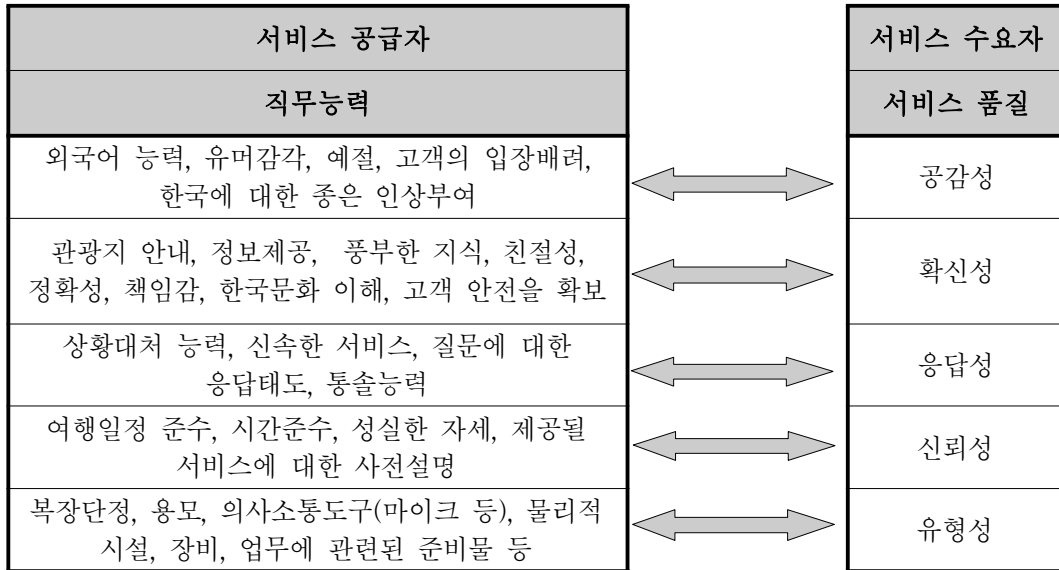 서비스 공급자
서비스 수요자
직무능력
서비스 품질
외국어 능력, 유머감각, 예절, 고객의 입장배려,
한국에 대한 종은 인상부여
공감성
관광지 안내, 정보제공, 풍부한 지식, 친절성,
정확성, 책임감, 한국문화 이해, 고객 안전을 확보
확신성
상황대처 능력, 신속한 서비스, 질문에 대한
응답태도, 통솔능력
응답성
여행일정 준수, 시간준수, 성실한 자세, 제공될
서비스에 대한 사전설명
신뢰성
복장단정, 용모, 의사소통도구(마이크 등), 물리적
시설, 장비, 업무에 관련된 준비물 등
유형성